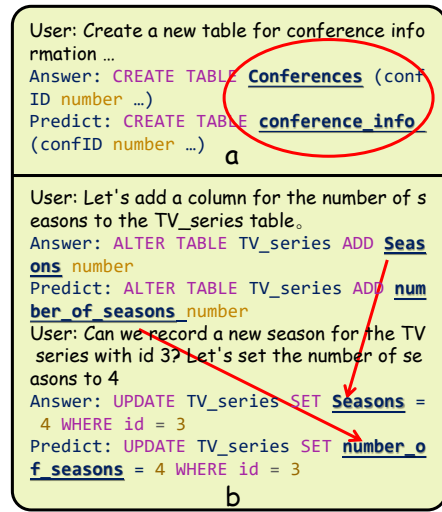 User: Create a new table for conference info
rmation …
Answer: CREATE TABLE Conferences (conf
ID number …)
Predict: CREATE TABLE conference_info
(confID number …)
a
User: Let's add a column for the number of s
easons to the TV_series table。
Answer: ALTER TABLE TV_series ADD Seas
ons number
Predict: ALTER TABLE TV_series ADD num
ber_of_seasons number
User: Can we record a new season for the TV
series with id 3? Let's set the number of se
asons to 4
Answer: UPDATE TV_series SET Seasons =
4 WHERE id = 3
Predict: UPDATE TV_series SET number_o
f_seasons = 4 WHERE id = 3
b